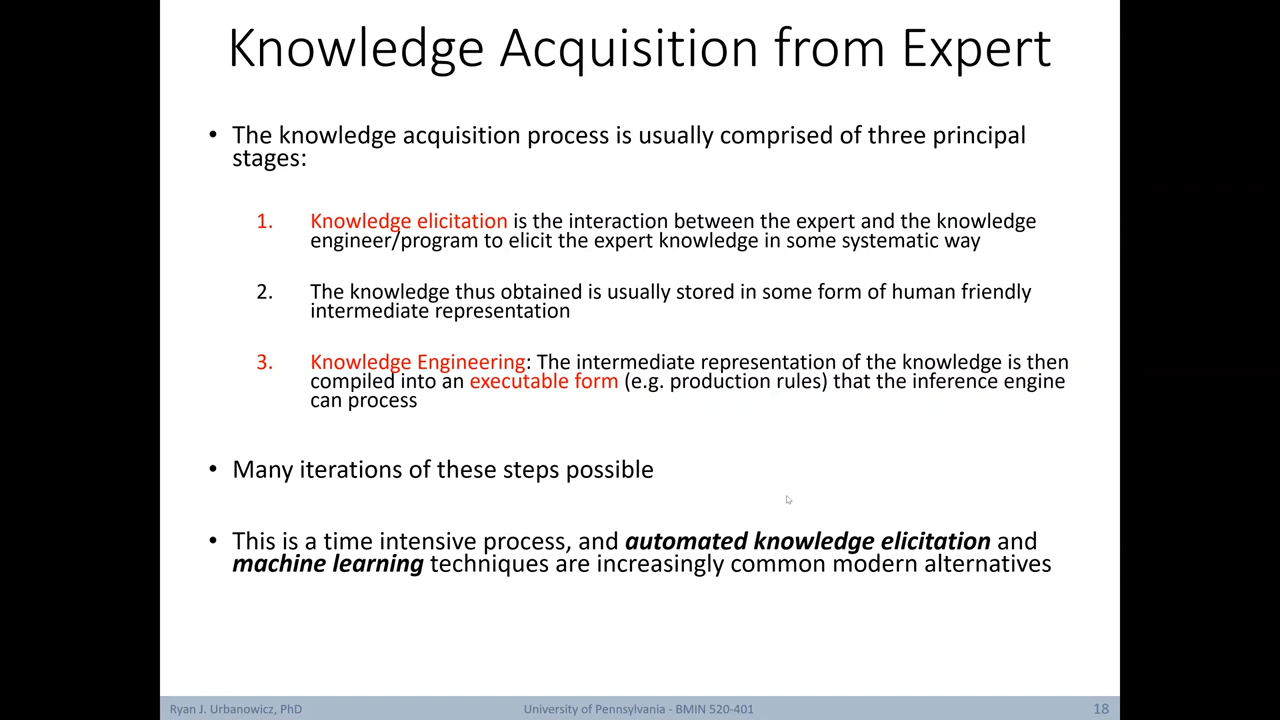 Knowledge Acquisition from Expert
• The knowledge acquisition process is usually comprised of three principal
stages:
1. Knowledge elicitation is the interaction between the expert and the knowledge
engineer/program to elicit the expert knowledge in some systematic way
2. The knowledge thus obtained is usually stored in some form of human friendly
intermediate representation
3. Knowledge Engineering: The intermediate representation of the knowledge is then
compiled into an executable form (e.g. production rules) that the inference engine
can process
• Many iterations of these steps possible
• This is a time intensive process, and automated knowledge elicitation and
machine learning techniques are increasingly common modern alternatives
Ryan J. Urbanowicz, PhD University of Pennsylvania - BMIN 520-401 18